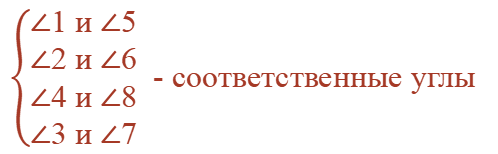 ∠1 и ∠5
∠2 и ∠6
∠4 и ∠8
∠3 и ∠7
- соответственные углы